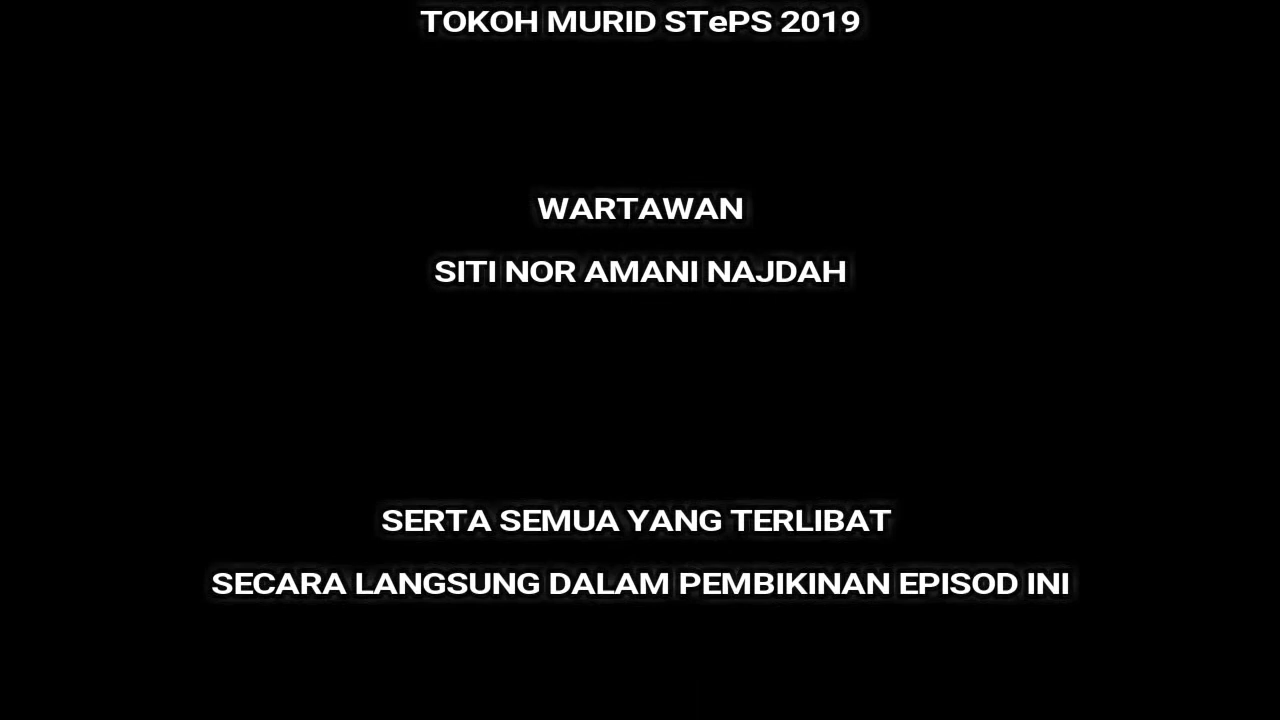 TOKOH MURID STePS 2019
WARTAWAN
SITI NOR AMANI NAJDAH
SERTA SEMUA YANG TERLIBAT
SECARA LANGSUNG DALAM PEMBIKINAN EPISOD INI